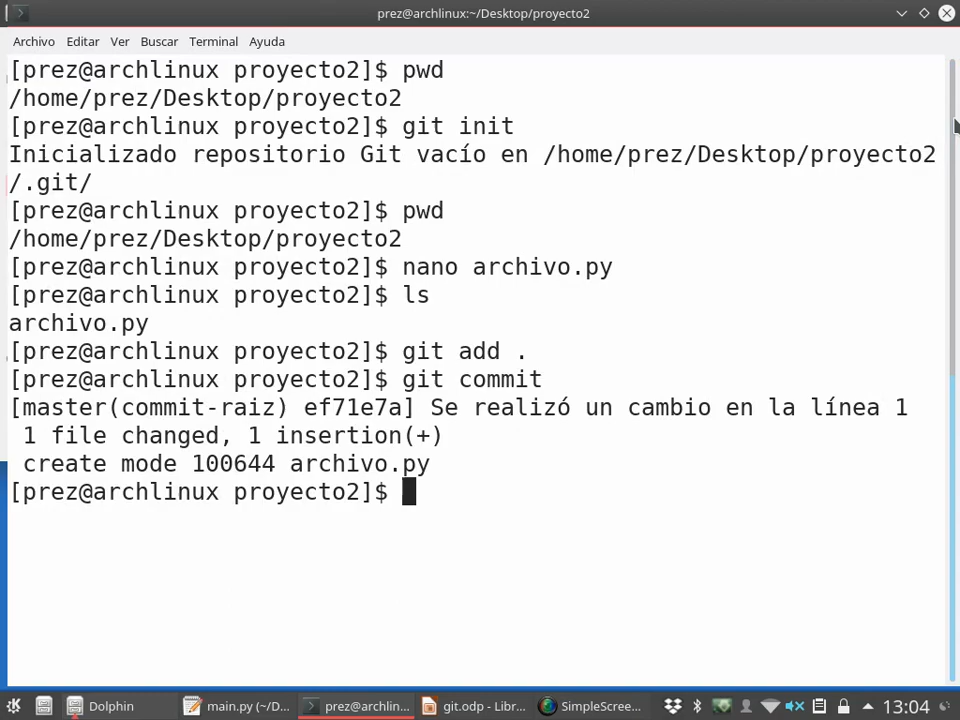 prez@archlinux:~/Desktop/proyecto2
Archivo Editar Ver Buscar Terminal Ayuda
[prez@archlinux proyecto2]$ pwd
/home/prez/Desktop/proyecto2
[prez@archlinux proyecto2]$ git init
Inicializado repositorio Git vacío en /home/prez/Desktop/proyecto2
/.git/
[prez@archlinux proyecto2]$ pwd
/home/prez/Desktop/proyecto2
[prez@archlinux proyecto2]$ nano archivo.py
[prez@archlinux proyecto2]$ ls
archivo.py
[prez@archlinux proyecto2]$ git add .
[prez@archlinux proyecto2]$ git commit
[master(commit-raiz) ef71e7a] Se realizó un cambio en la línea 1
 1 file changed, 1 insertion(+)
 create mode 100644 archivo.py
[prez@archlinux proyecto2]$
Dolphin main.py (~/D... prez@archlin... git.odp - Libr... SimpleScree... 13:04